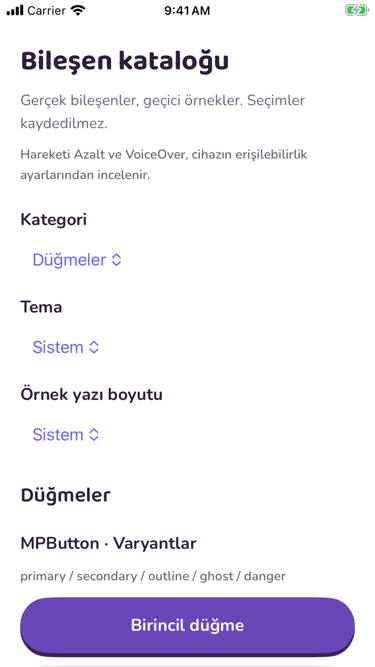 Carrier 9:41 AM
Bileşen kataloğu
Gerçek bileşenler, geçici örnekler. Seçimler
kaydedilmez.
Hareketi Azalt ve VoiceOver, cihazın erişilebilirlik
ayarlarından incelenir.
Kategori
Düğmeler
Tema
Sistem
Örnek yazı boyutu
Sistem
Düğmeler
MPButton · Varyantlar
primary / secondary / outline / ghost / danger
Birincil düğme